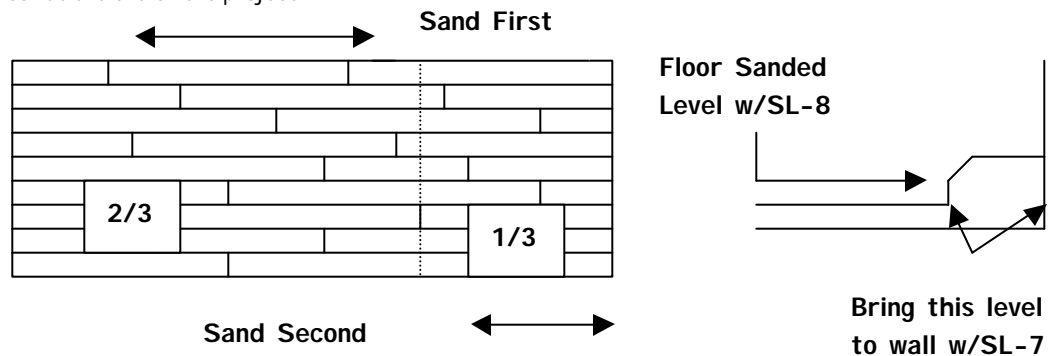 Sand First
Floor Sanded
Level w/SL-8
2/3
1/3
Sand Second
Bring this level
to wall w/SL-7